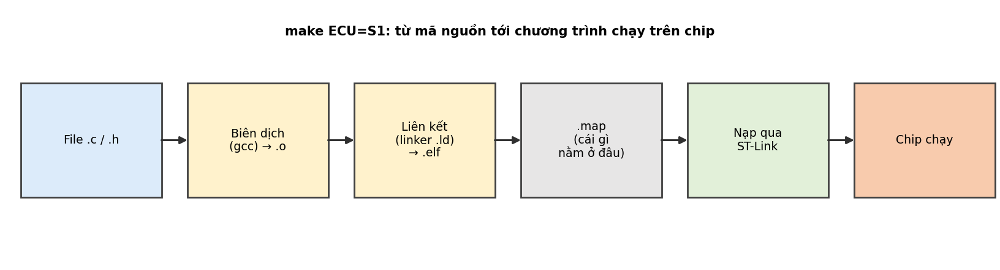 make ECU=S1: từ mã nguồn tới chương trình chạy trên chip
File .c / .h
Biên dịch
(gcc) → .o
Liên kết
(linker .ld)
→ .elf
.map
(cái gì
nằm ở đâu)
Nạp qua
ST-Link
Chip chạy